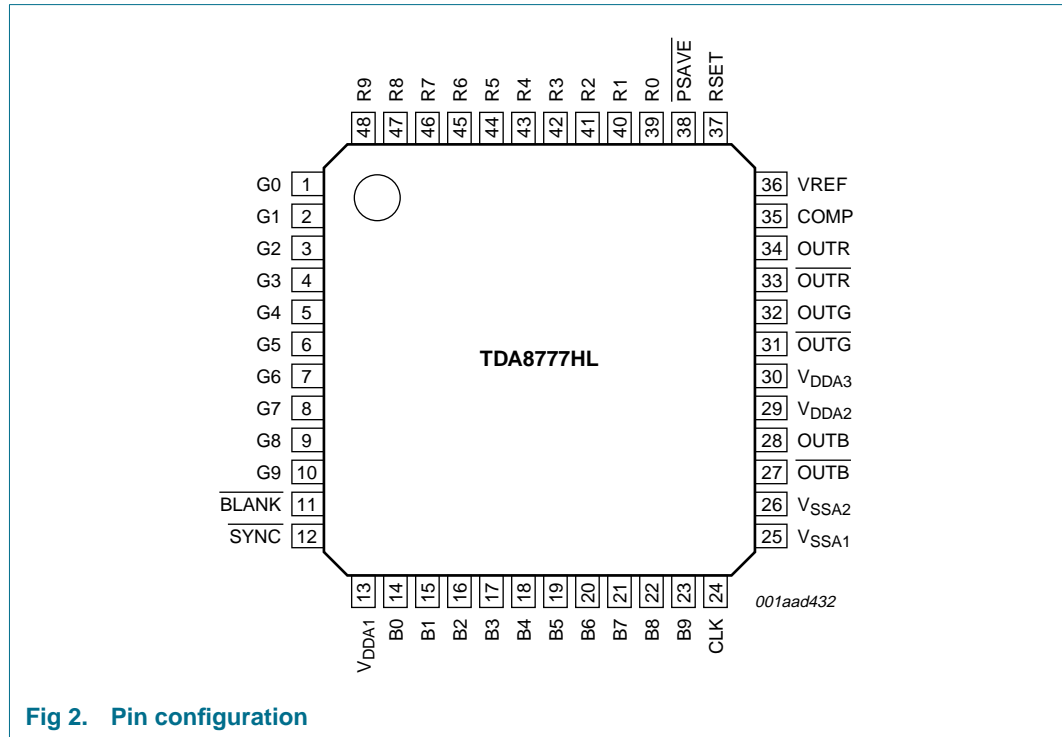 R9 R8 R7 R6 R5 R4 R3 R2 R1 R0 PSAVE RSET
48 47 46 45 44 43 42 41 40 39 38 37
G0 1
G1 2
G2 3
G3 4
G4 5
G5 6
G6 7
G7 8
G8 9
G9 10
BLANK 11
SYNC 12
TDA8777HL
36 VREF
35 COMP
34 OUTR
33 OUTR
32 OUTG
31 OUTG
30 VDDA3
29 VDDA2
28 OUTB
27 OUTB
26 VSSA2
25 VSSA1
13 14 15 16 17 18 19 20 21 22 23 24
VDDA1 B0 B1 B2 B3 B4 B5 B6 B7 B8 B9 CLK
001aad432
Fig 2. Pin configuration